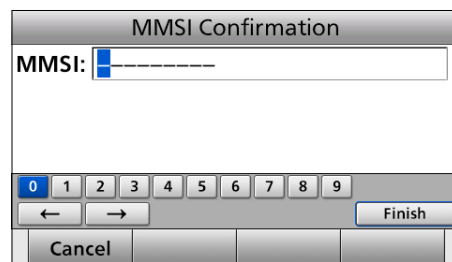 MMSI Confirmation
MMSI: ---------
0 1 2 3 4 5 6 7 8 9
← → Finish
Cancel